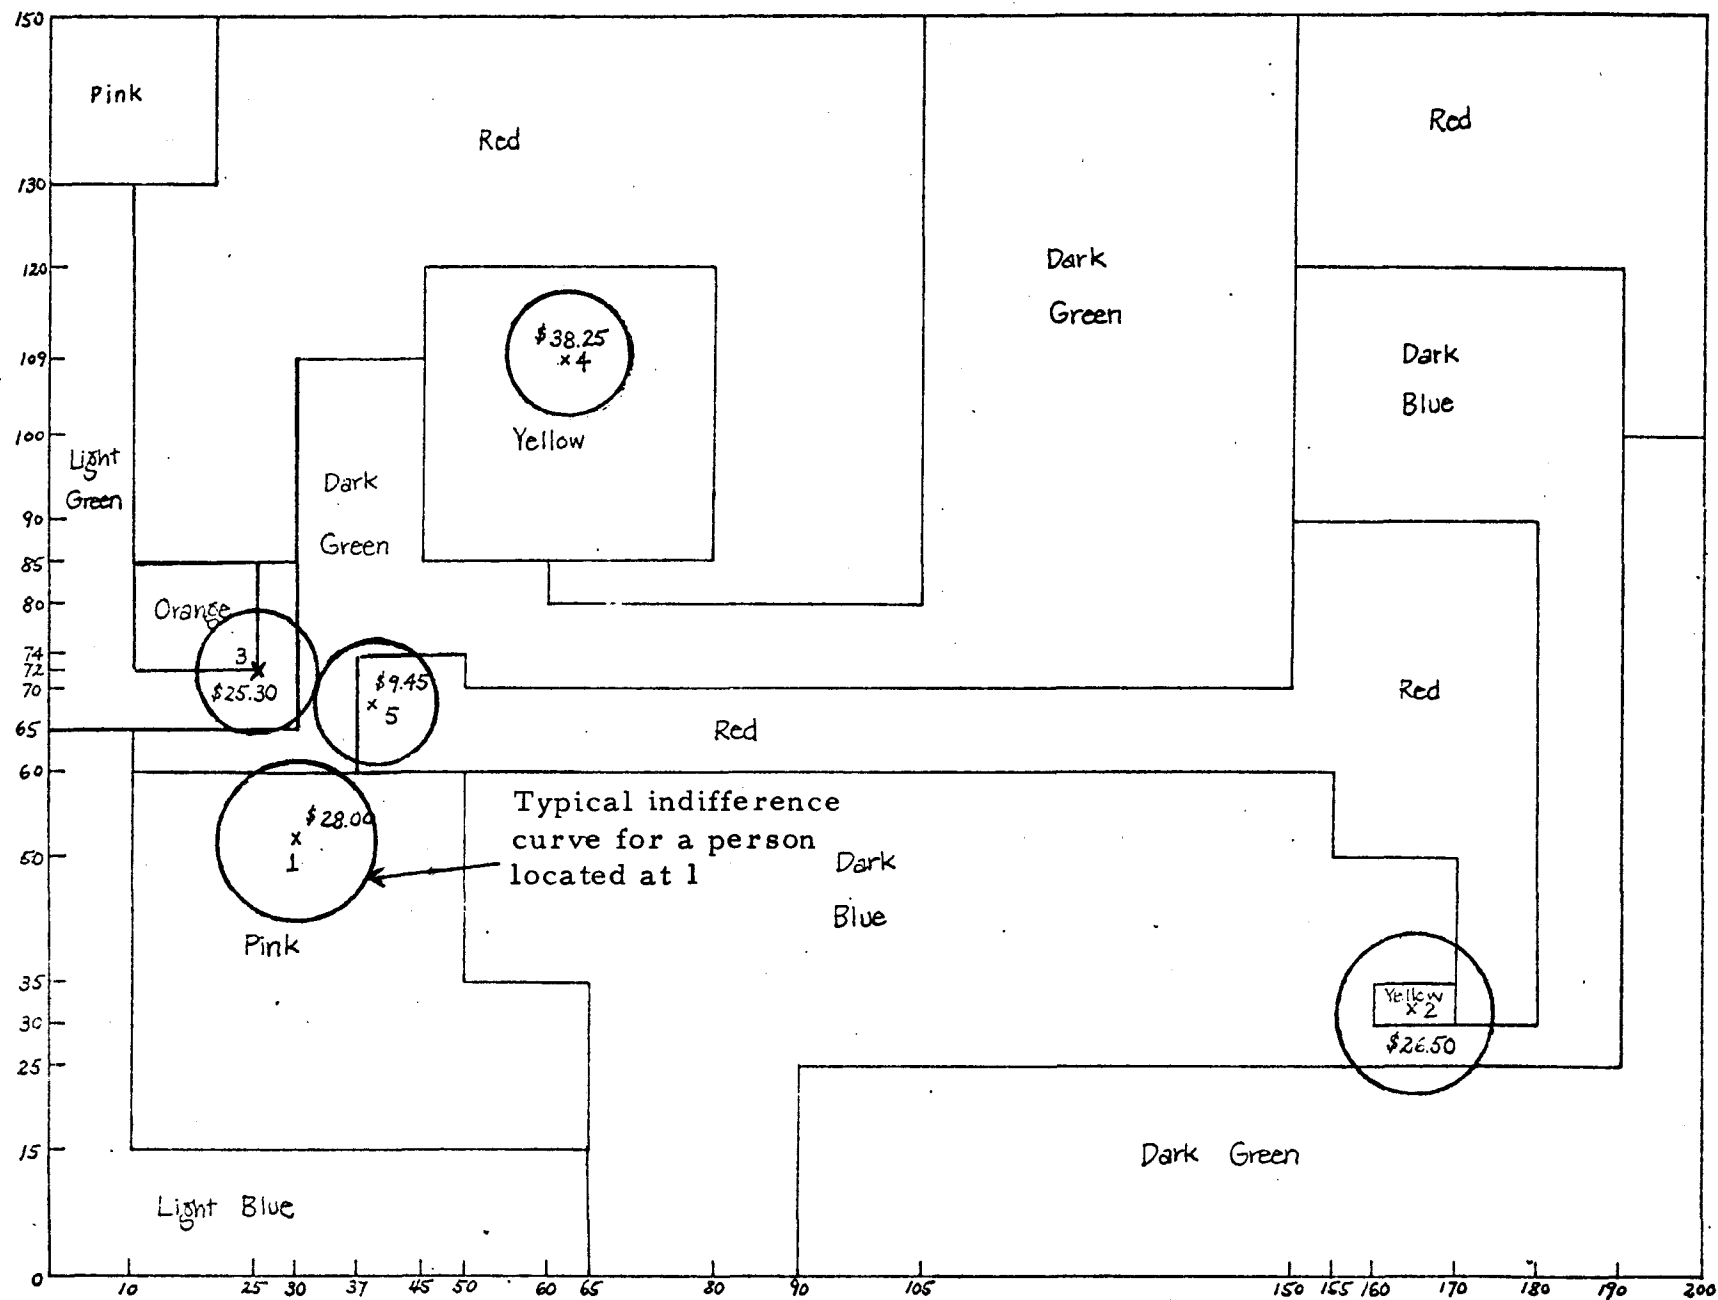 150
Pink
Red
Red
130
120
Dark
Green
$38.25
x 4
109
Dark
Blue
Yellow
100
Light
Green
Dark
Green
90
85
80
Orange
74
72
70
3
$25.30
$9.45
x
5
Red
65
Red
60
$28.00
x
1
Typical indifference
curve for a person
located at 1
50
Dark
Blue
Pink
35
Yellow
x 2
30
$26.50
25
15
Dark Green
Light Blue
0
10 25 30 37 45 50 60 65 80 90 105 150 155 160 170 180 190 200